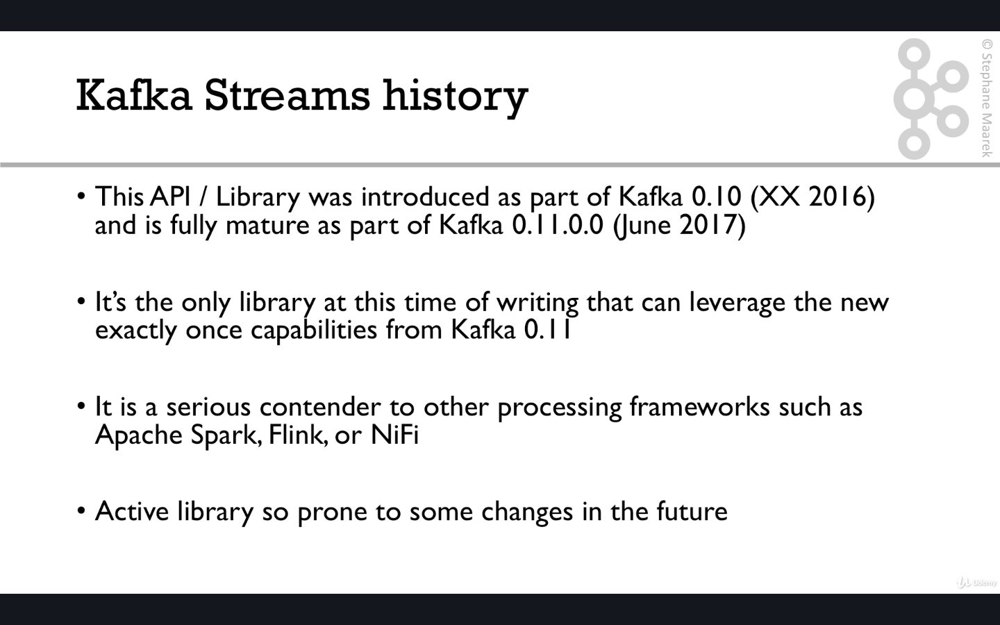 Kafka Streams history
© Stephane Maarek
• This API / Library was introduced as part of Kafka 0.10 (XX 2016)
and is fully mature as part of Kafka 0.11.0.0 (June 2017)
• It’s the only library at this time of writing that can leverage the new
exactly once capabilities from Kafka 0.11
• It is a serious contender to other processing frameworks such as
Apache Spark, Flink, or NiFi
• Active library so prone to some changes in the future
Udemy